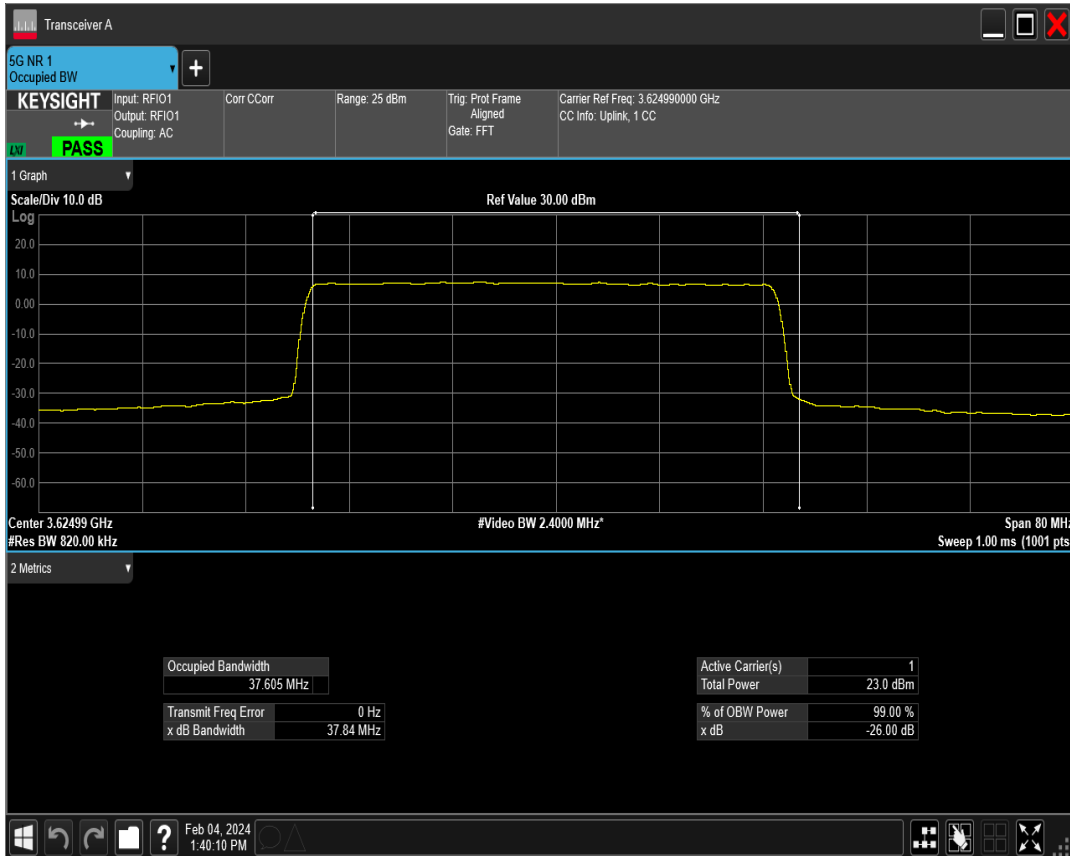 Transceiver A
5G NR 1
Occupied BW
+
KEYSIGHT
LXI
PASS
Input: RFIO1
Output: RFIO1
Coupling: AC
Corr CCorr
Range: 25 dBm
Trig: Prot Frame
Aligned
Gate: FFT
Carrier Ref Freq: 3.624990000 GHz
CC Info: Uplink, 1 CC
1 Graph
Scale/Div 10.0 dB
Ref Value 30.00 dBm
Log
20.0
10.0
0.00
-10.0
-20.0
-30.0
-40.0
-50.0
-60.0
Center 3.62499 GHz
#Video BW 2.4000 MHz*
Span 80 MHz
#Res BW 820.00 kHz
Sweep 1.00 ms (1001 pts
2 Metrics
Occupied Bandwidth
37.605 MHz
Transmit Freq Error 0 Hz
x dB Bandwidth 37.84 MHz
Active Carrier(s) 1
Total Power 23.0 dBm
% of OBW Power 99.00 %
x dB -26.00 dB
?
Feb 04, 2024
1:40:10 PM